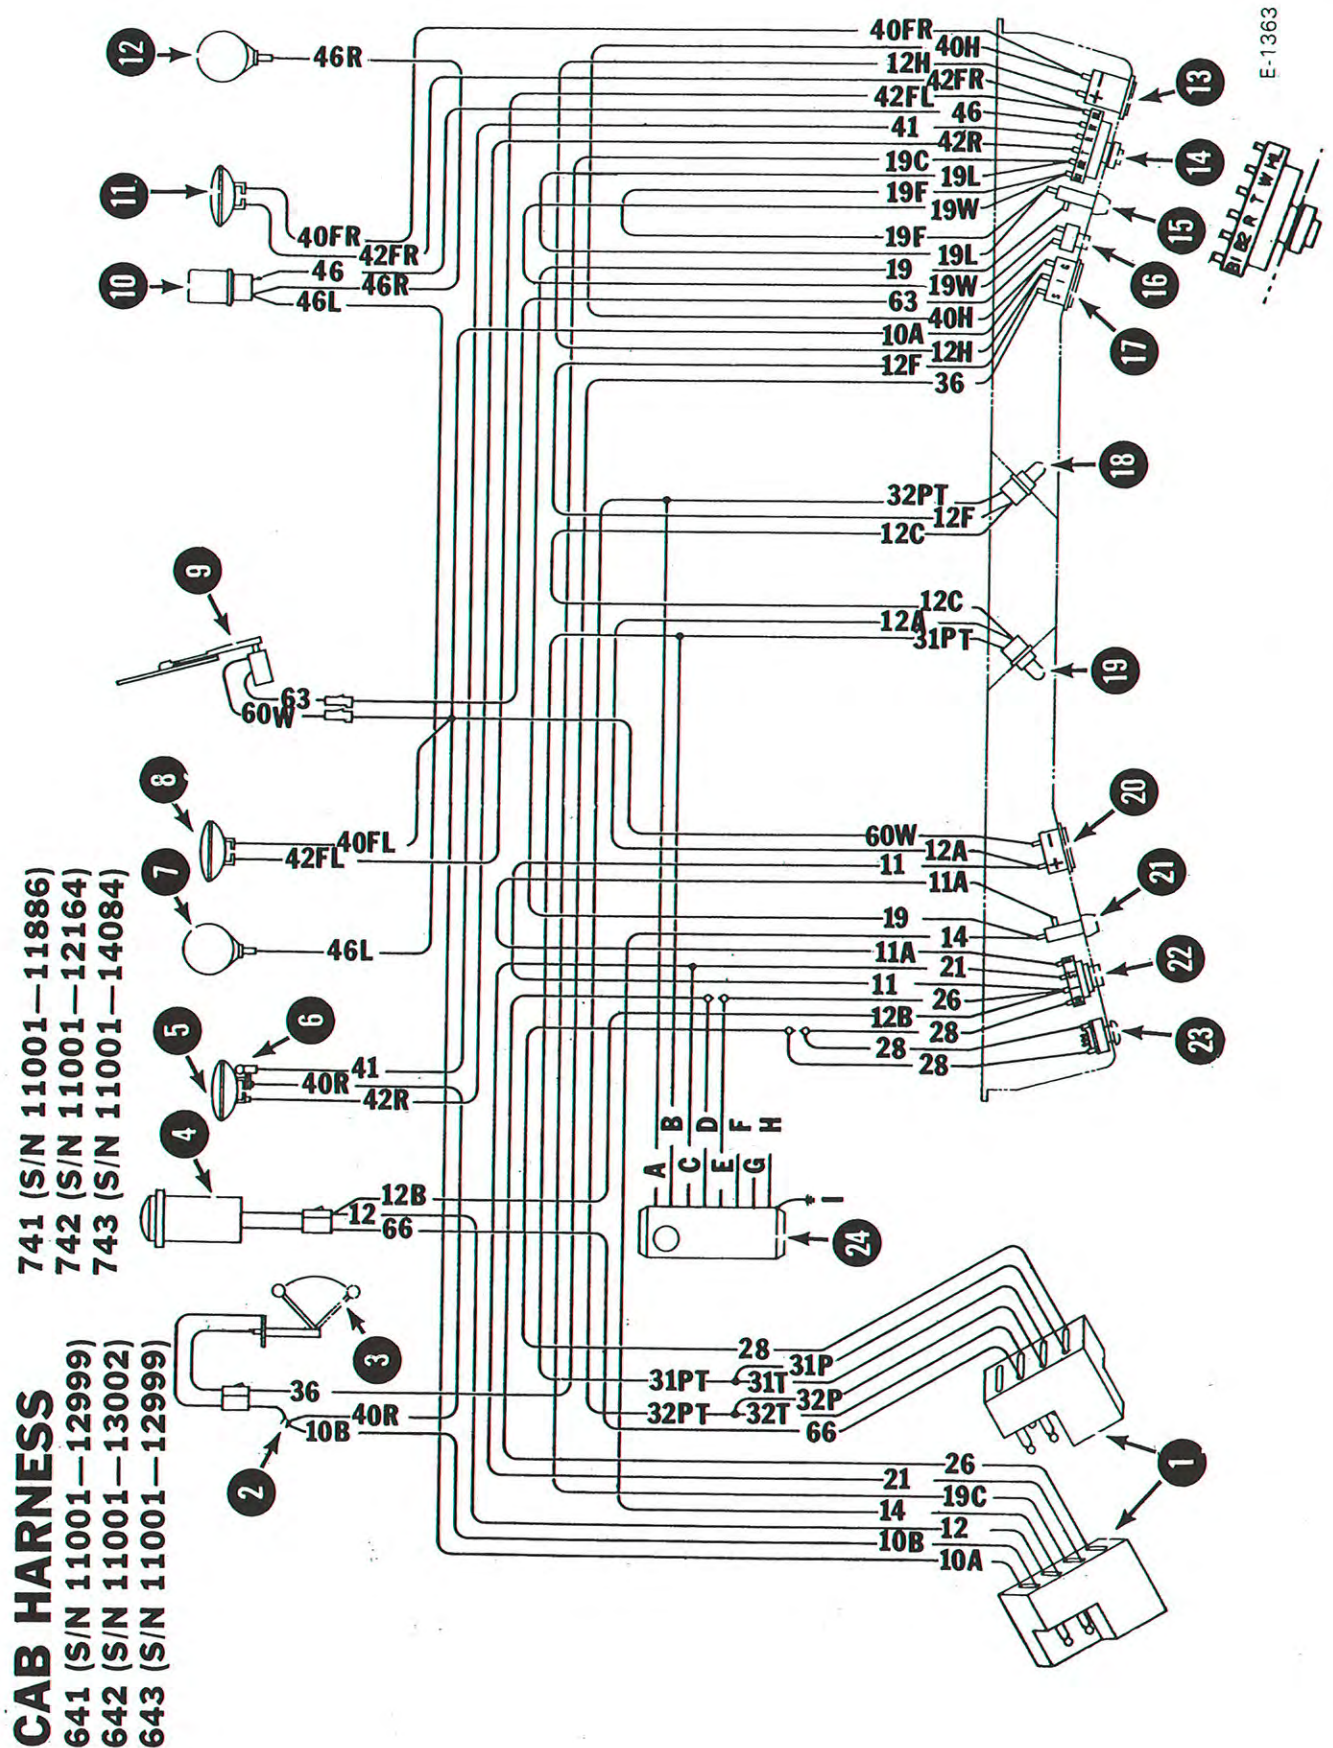 CAB HARNESS
641 (S/N 11001—12999)
642 (S/N 11001—13002)
643 (S/N 11001—12999)
741 (S/N 11001—11886)
742 (S/N 11001—12164)
743 (S/N 11001—14084)
12
46R
11
40FR
42FR
10
46
46R
46L
9
63
60W
8
40FL
42FL
7
46L
5
6
41
40R
42R
4
12B
12
66
3
36
40R
10B
2
40FR
40H
12H
42FR
42FL
46
41
42R
19C
19L
19F
19W
19F
19L
19
19W
63
40H
10A
12H
12F
36
32PT
12F
12C
12C
12A
31PT
60W
12A
11
11A
19
14
11A
21
11
26
12B
28
28
28
A
B
C
D
E
F
G
H
I
24
28
31P
31PT
31T
32P
32PT
32T
66
26
21
19C
14
12
10B
10A
1
13
14
15
16
17
18
19
20
21
22
23
+ −
S I G
+ −
B1 B2 R T W HL
E-1363